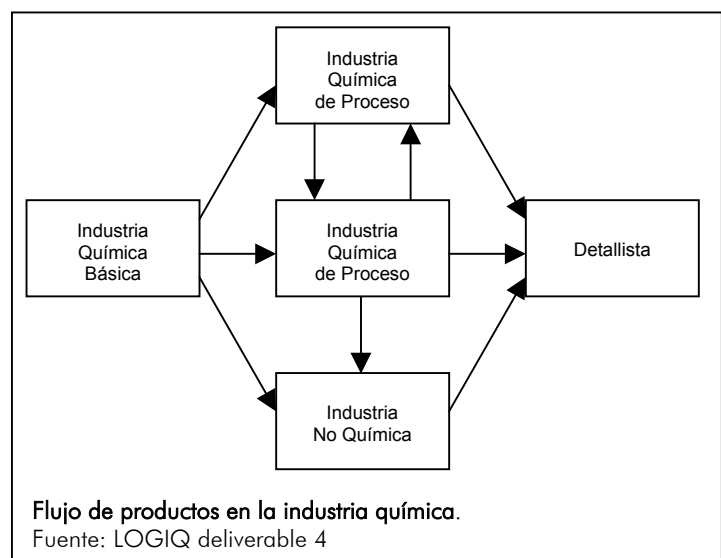 Industria
Química
de Proceso
Industria
Química
Básica
Industria
Química
de Proceso
Detallista
Industria
No Química
Flujo de productos en la industria química.
Fuente: LOGIQ deliverable 4